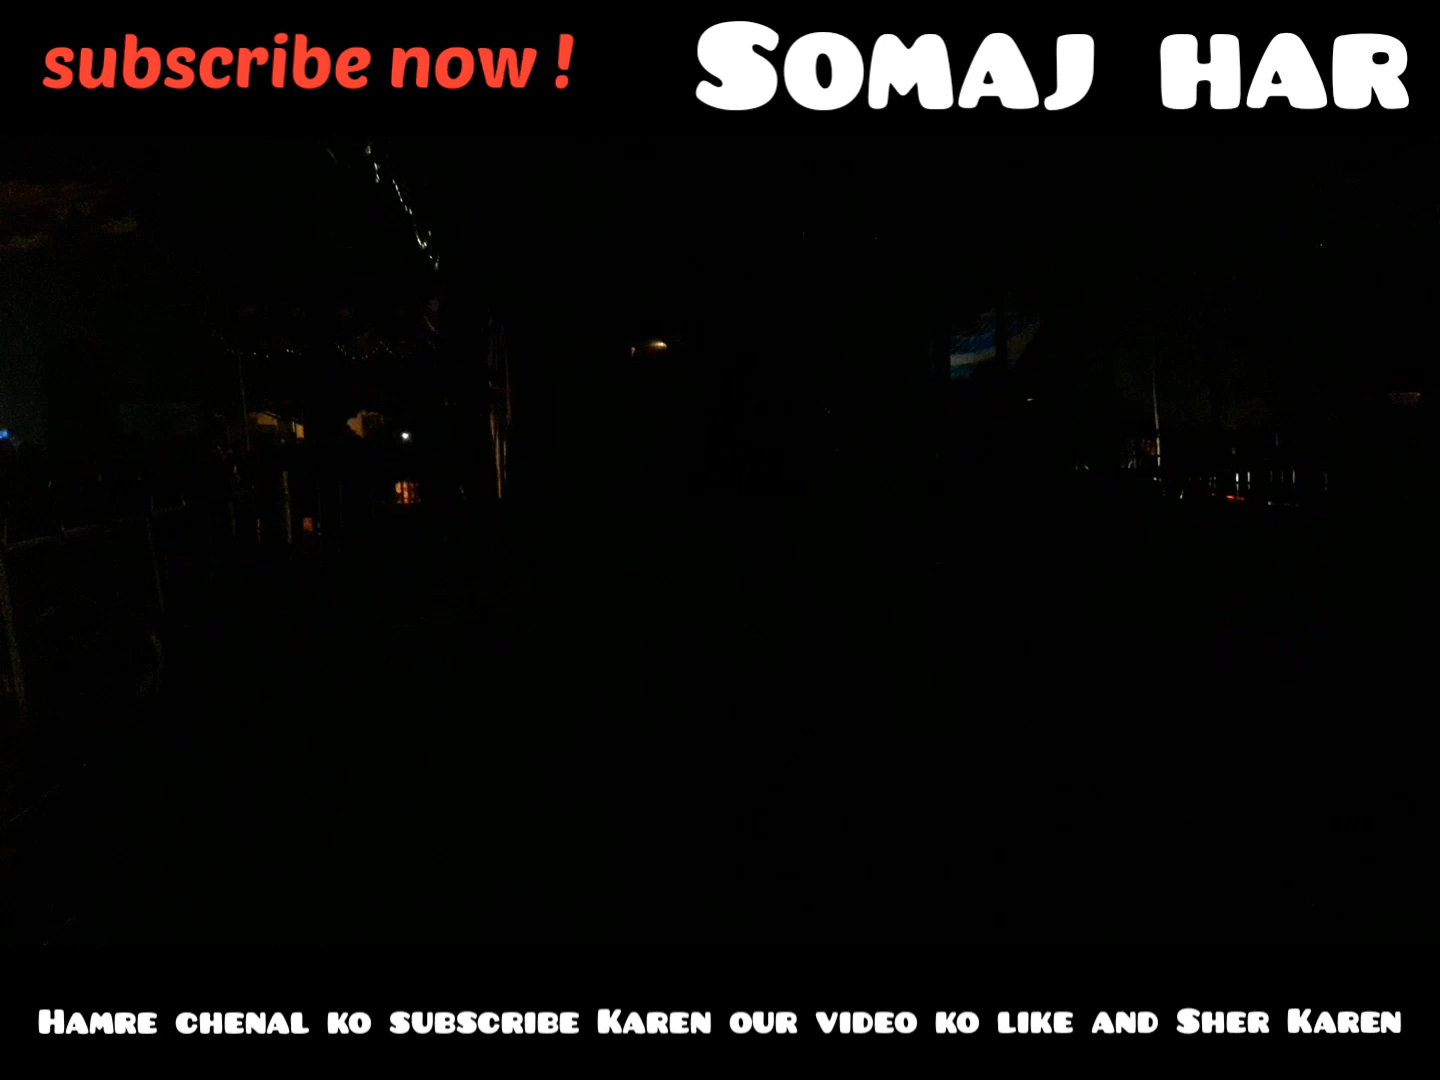 subscribe now !
Somaj har
Hamre chenal ko subscribe Karen our video ko like and Sher Karen